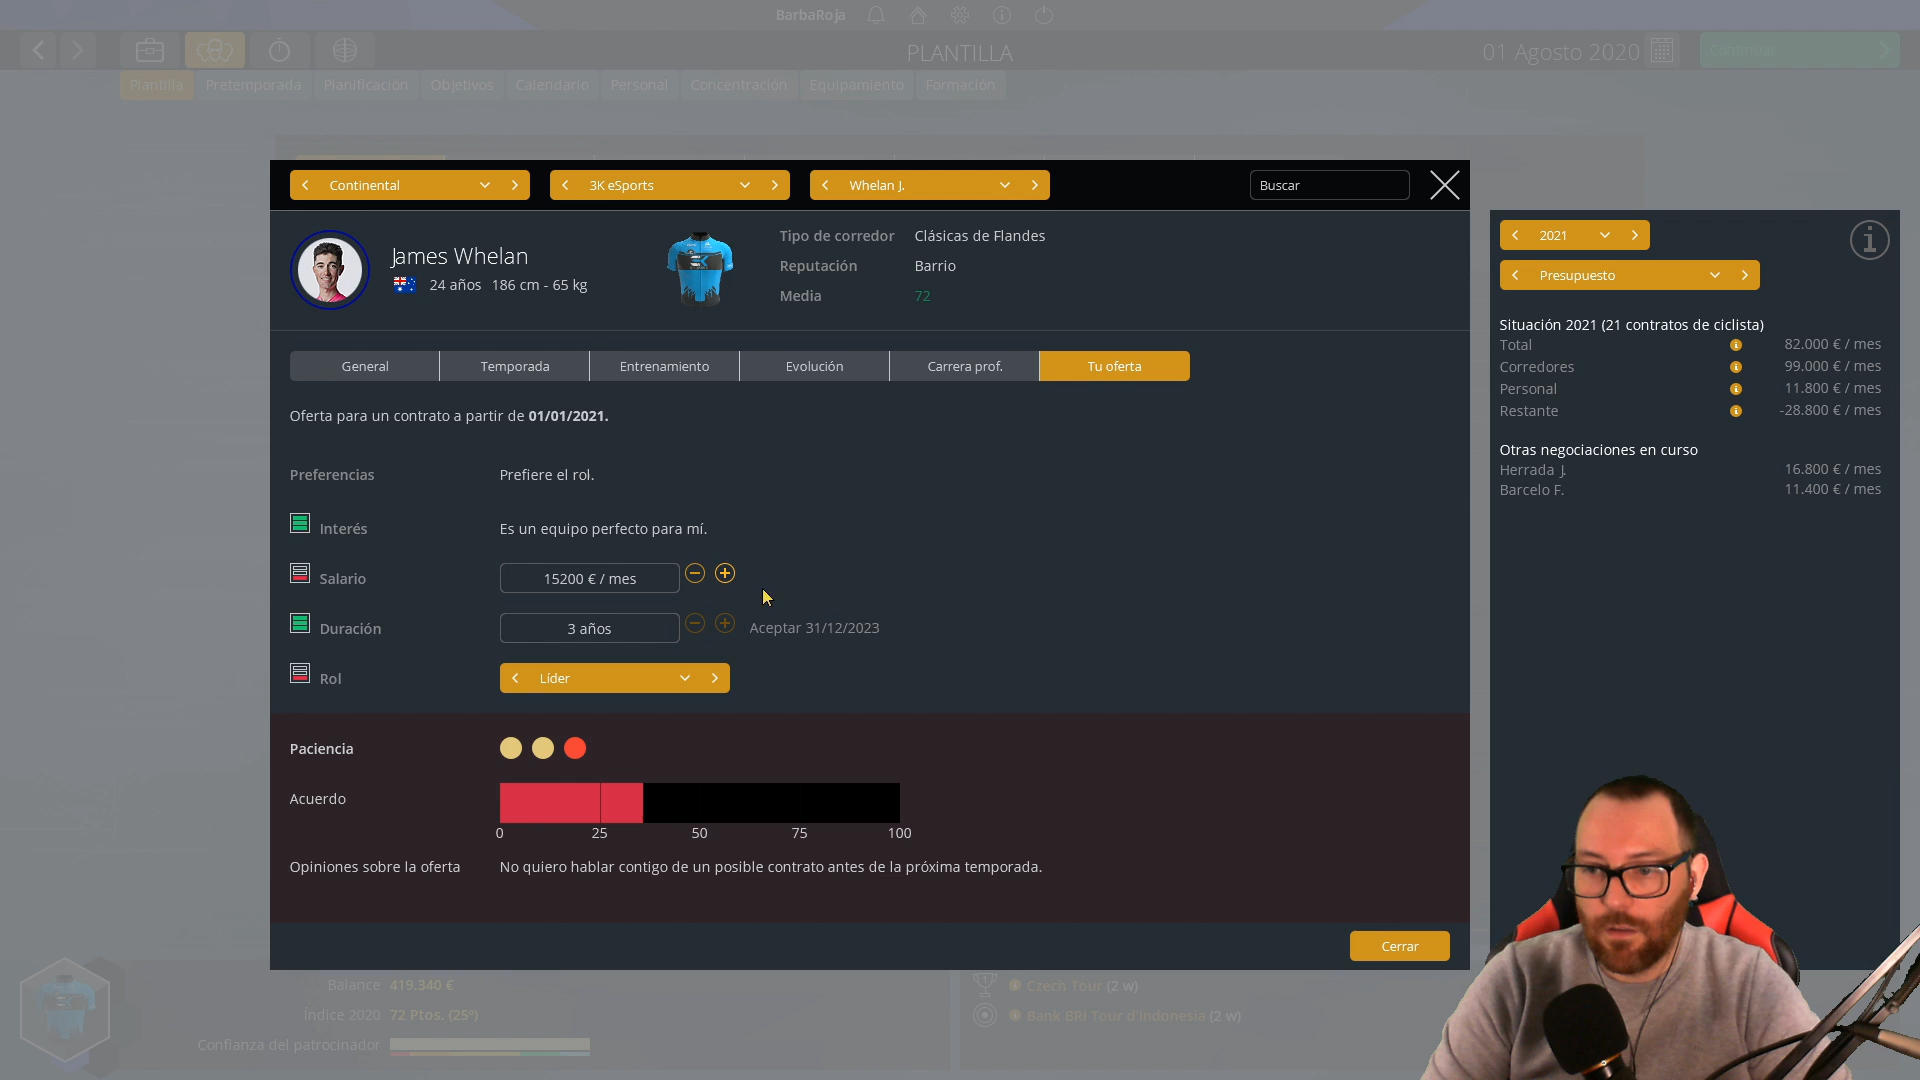 BarbaRoja
PLANTILLA
01 Agosto 2020
Continuar
Plantilla
Pretemporada
Planificación
Objetivos
Calendario
Personal
Concentración
Equipamiento
Formación
Continental
3K eSports
Whelan J.
Buscar
James Whelan
24 años 186 cm - 65 kg
Tipo de corredor Clásicas de Flandes
Reputación Barrio
Media 72
General
Temporada
Entrenamiento
Evolución
Carrera prof.
Tu oferta
Oferta para un contrato a partir de 01/01/2021.
Preferencias Prefiere el rol.
Interés Es un equipo perfecto para mí.
Salario 15200 € / mes
Duración 3 años Aceptar 31/12/2023
Rol Líder
Paciencia
Acuerdo
0 25 50 75 100
Opiniones sobre la oferta No quiero hablar contigo de un posible contrato antes de la próxima temporada.
Cerrar
2021
Presupuesto
Situación 2021 (21 contratos de ciclista)
Total 82.000 € / mes
Corredores 99.000 € / mes
Personal 11.800 € / mes
Restante -28.800 € / mes
Otras negociaciones en curso
Herrada J. 16.800 € / mes
Barcelo F. 11.400 € / mes
Balance 419.340 €
Índice 2020 72 Ptos. (25º)
Confianza del patrocinador
Czech Tour (2 w)
Bank BRI Tour d'Indonesia (2 w)